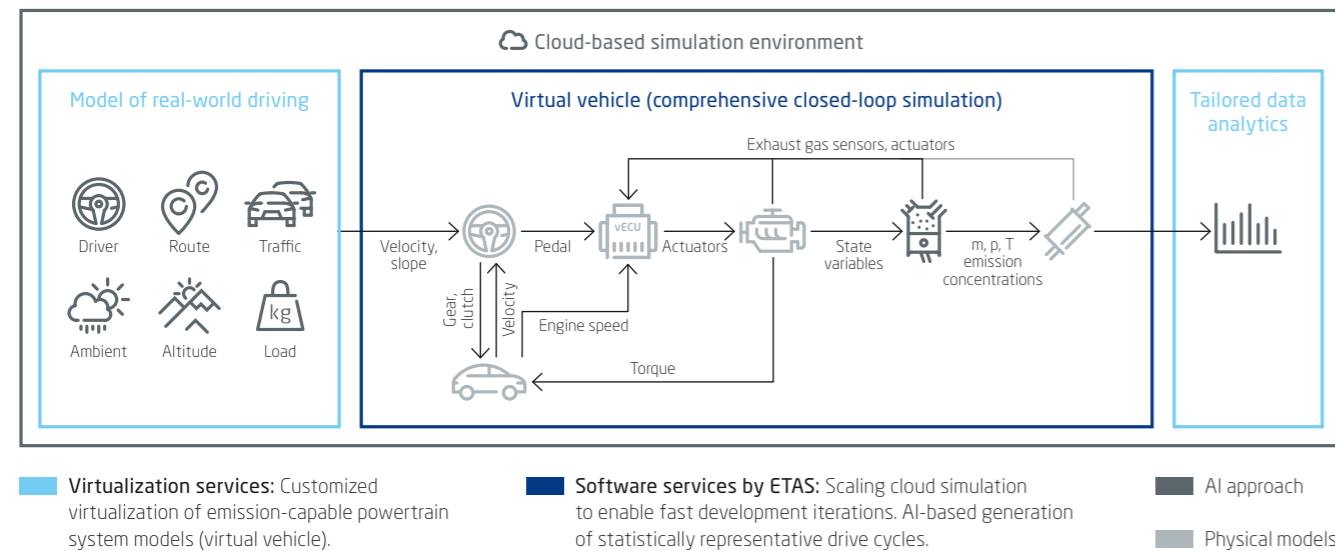 Cloud-based simulation environment
Model of real-world driving
Driver
Route
Traffic
Ambient
Altitude
kg
Load
Virtual vehicle (comprehensive closed-loop simulation)
Exhaust gas sensors, actuators
Velocity,
slope
Pedal
vECU
Actuators
State
variables
m, p, T
emission
concentrations
Gear,
clutch
Velocity
Engine speed
Torque
Tailored data
analytics
Virtualization services: Customized
virtualization of emission-capable powertrain
system models (virtual vehicle).
Software services by ETAS: Scaling cloud simulation
to enable fast development iterations. AI-based generation
of statistically representative drive cycles.
AI approach
Physical models